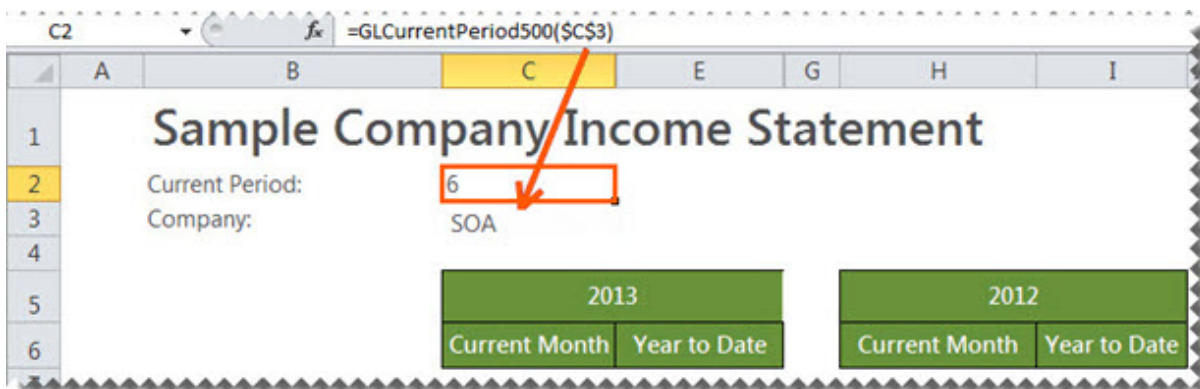 C2 fx =GLCurrentPeriod500($C$3)
A B C E G H I
1 Sample Company Income Statement
2 Current Period: 6
3 Company: SOA
4
5 2013 2012
6 Current Month Year to Date Current Month Year to Date